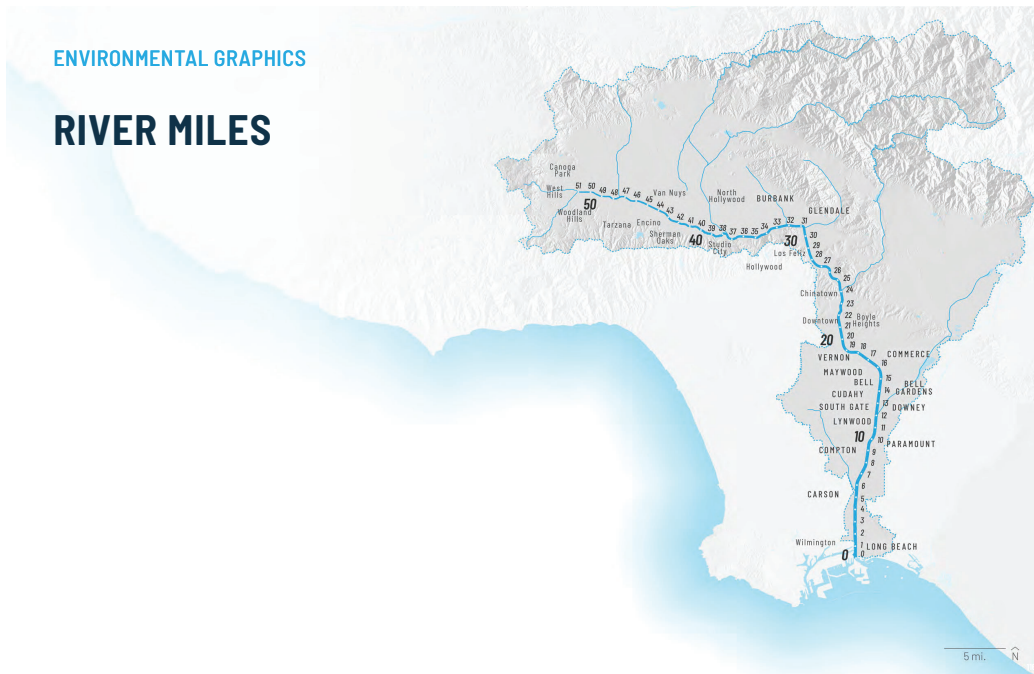 ENVIRONMENTAL GRAPHICS
RIVER MILES
Canoga
Park
West
Hills
51 50 49 48 47 46 45 44 43 42 41 40 39 38 37 36 35 34 33 32 31
50
Woodland
Hills
Tarzana
Encino
Van Nuys
Sherman
Oaks
40
Studio
City
North
Hollywood
BURBANK
GLENDALE
30
Los Feliz
Hollywood
30
29
28
27
26
25
24
Chinatown
23
22
Boyle
Heights
Downtown
21
20
20
19 18 17 16
VERNON
COMMERCE
MAYWOOD
15
BELL
14
BELL
GARDENS
CUDAHY
13
SOUTH GATE
DOWNEY
12
LYNWOOD
11
10
10
PARAMOUNT
COMPTON
9
8
7
6
CARSON
5
4
3
2
Wilmington
1
LONG BEACH
0
0
5 mi.
N